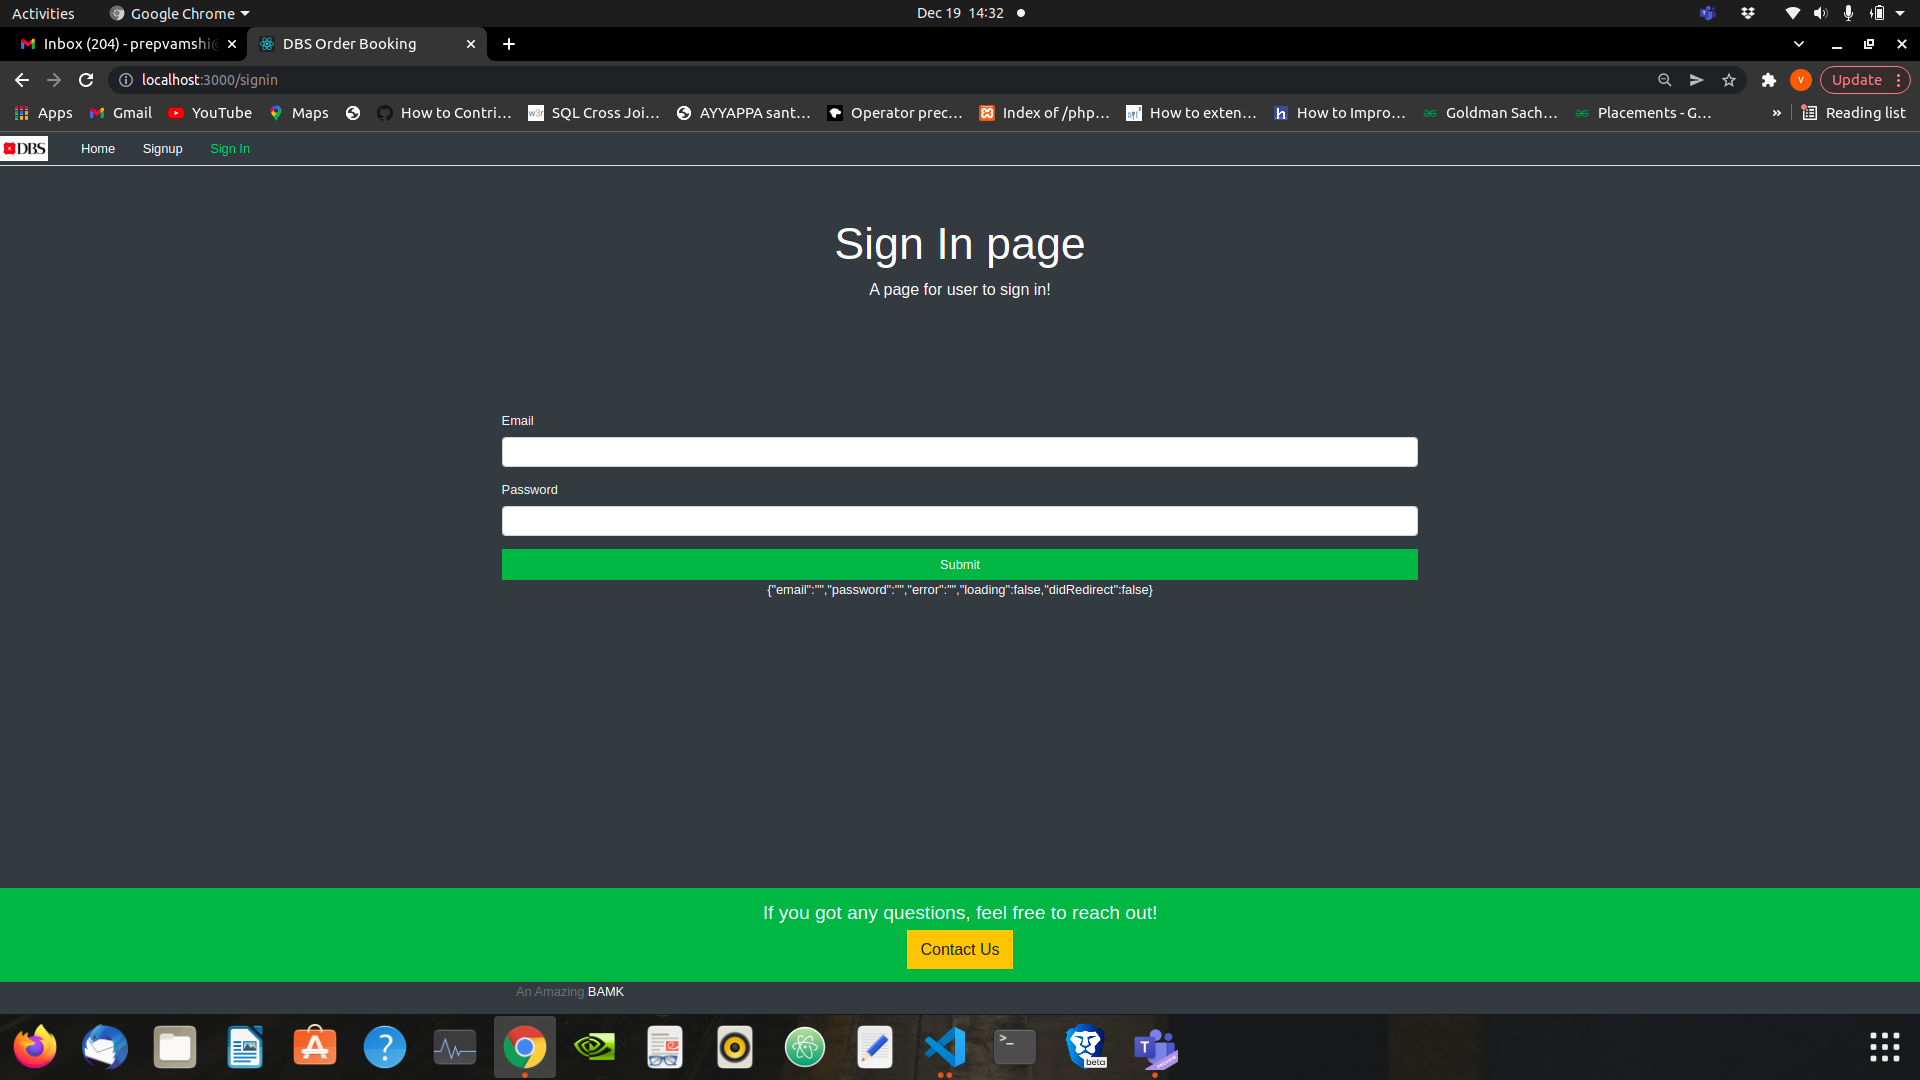 Activities
Google Chrome
Dec 19 14:32
Inbox (204) - prepvamshi@
DBS Order Booking
localhost:3000/signin
V
Update
Apps
Gmail
YouTube
Maps
How to Contri…
SQL Cross Joi…
AYYAPPA sant…
Operator prec…
Index of /php…
How to exten…
How to Impro…
Goldman Sach…
Placements - G…
»
Reading list
DBS
Home
Signup
Sign In
Sign In page
A page for user to sign in!
Email
Password
Submit
{"email":"","password":"","error":"","loading":false,"didRedirect":false}
If you got any questions, feel free to reach out!
Contact Us
An Amazing BAMK
beta